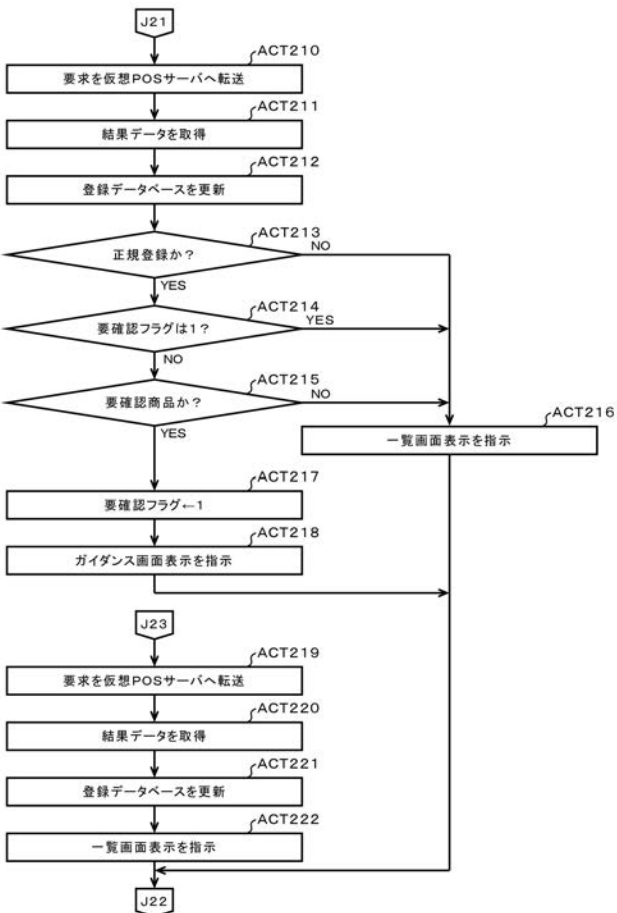 J21
ACT210
要求を仮想POSサーバへ転送
ACT211
結果データを取得
ACT212
登録データベースを更新
ACT213
正規登録か?
NO
YES
ACT214
要確認フラグは1?
YES
NO
ACT215
要確認商品か?
NO
YES
ACT216
一覧画面表示を指示
ACT217
要確認フラグ←1
ACT218
ガイダンス画面表示を指示
J23
ACT219
要求を仮想POSサーバへ転送
ACT220
結果データを取得
ACT221
登録データベースを更新
ACT222
一覧画面表示を指示
J22